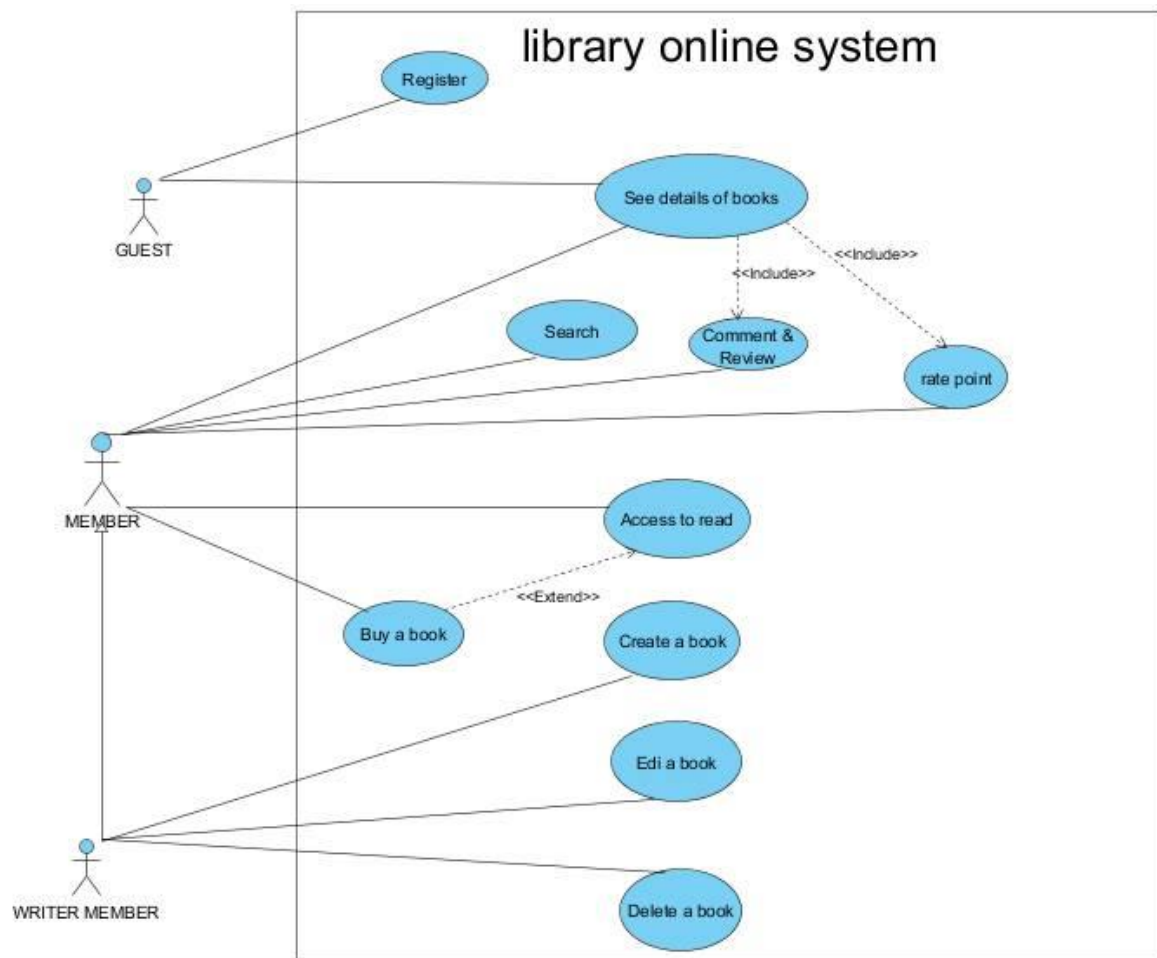 library online system
Register
See details of books
GUEST
<<Include>>
<<Include>>
Search
Comment &
Review
rate point
MEMBER
Access to read
<<Extend>>
Buy a book
Create a book
Edi a book
WRITER MEMBER
Delete a book